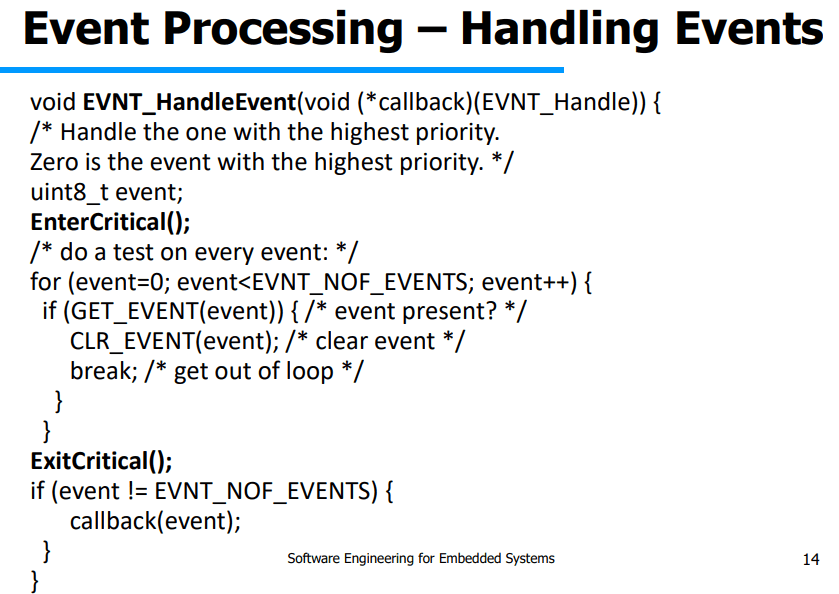 Event Processing – Handling Events
void EVNT_HandleEvent(void (*callback)(EVNT_Handle)) {
/* Handle the one with the highest priority.
Zero is the event with the highest priority. */
uint8_t event;
EnterCritical();
/* do a test on every event: */
for (event=0; event<EVNT_NOF_EVENTS; event++) {
if (GET_EVENT(event)) { /* event present? */
CLR_EVENT(event); /* clear event */
break; /* get out of loop */
}
}
ExitCritical();
if (event != EVNT_NOF_EVENTS) {
callback(event);
}
}
Software Engineering for Embedded Systems
14